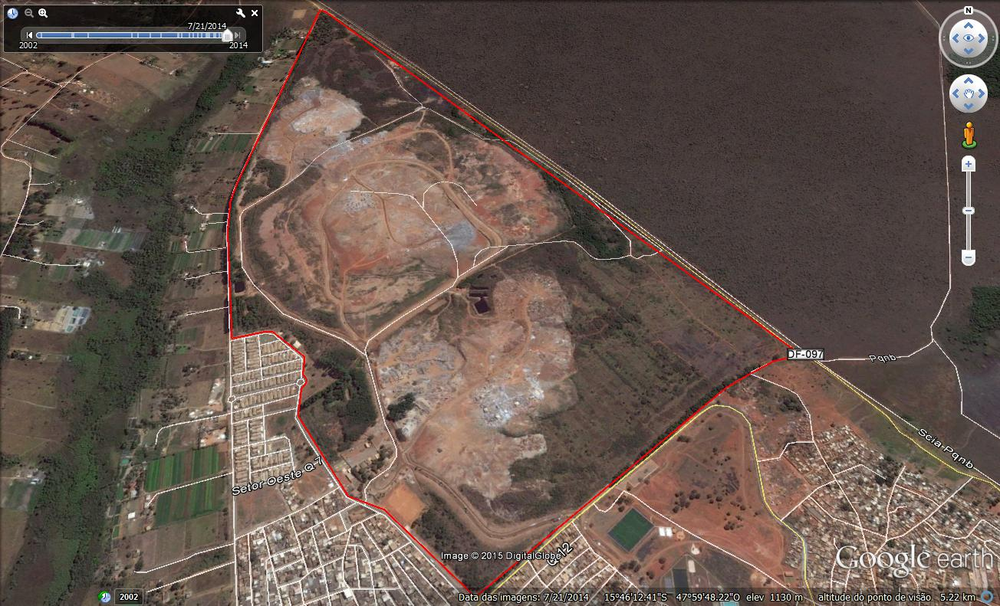 7/21/2014
2002
2014
N
DF-097
Pqnb
Scia Pqnb
Setor Oeste Q 7
Q 12
Image © 2015 DigitalGlobe
Google earth
2002
Data das imagens: 7/21/2014 15°46'12.41"S 47°59'48.22"O elev 1130 m altitude do ponto de visão 5.22 km